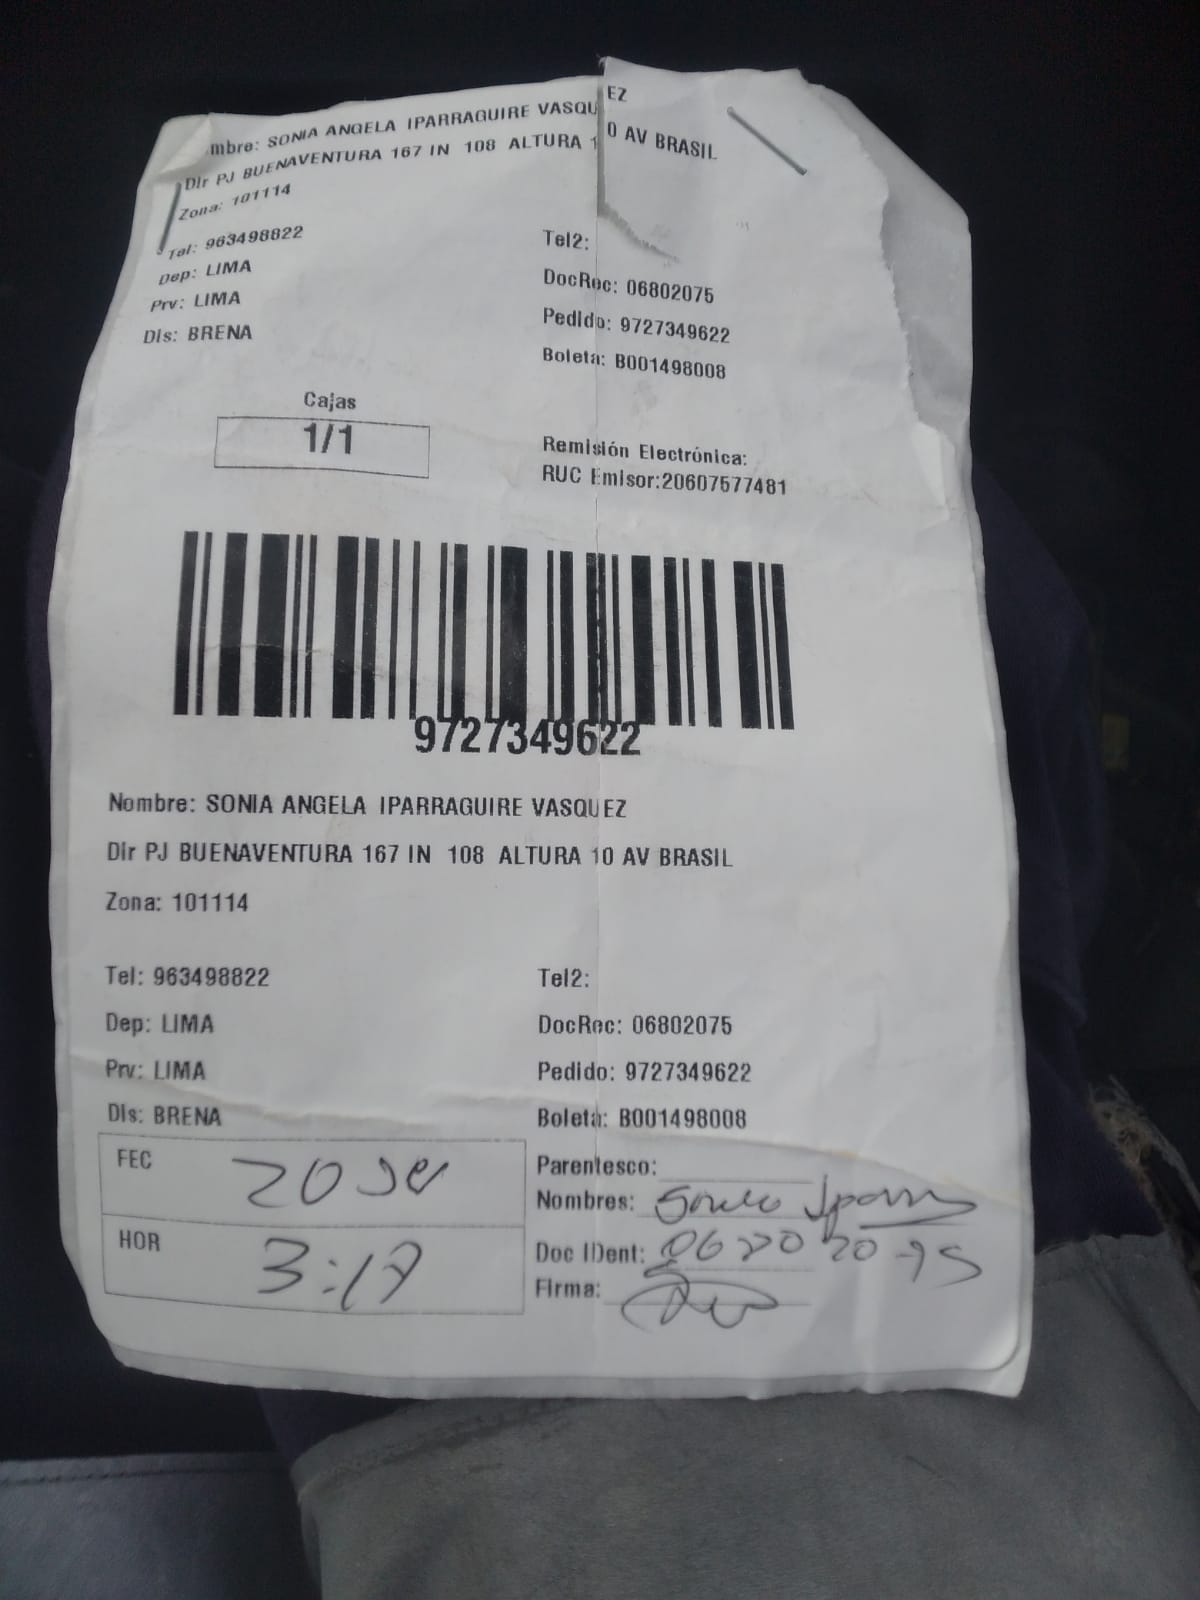 mbre: SONIA ANGELA IPARRAGUIRE VASQUEZ
Dir PJ BUENAVENTURA 167 IN 108 ALTURA 10 AV BRASIL
Zona: 101114
Tel: 963498822 Tel2:
Dep: LIMA DocRec: 06802075
Prv: LIMA Pedido: 9727349622
Dis: BRENA Boleta: B001498008
Cajas
1/1
Remisión Electrónica:
RUC Emisor:20607577481
9727349622
Nombre: SONIA ANGELA IPARRAGUIRE VASQUEZ
Dir PJ BUENAVENTURA 167 IN 108 ALTURA 10 AV BRASIL
Zona: 101114
Tel: 963498822 Tel2:
Dep: LIMA DocRec: 06802075
Prv: LIMA Pedido: 9727349622
Dis: BRENA Boleta: B001498008
FEC 20 Parentesco:
Nombres:
HOR 3:17 Doc IDent:
Firma: